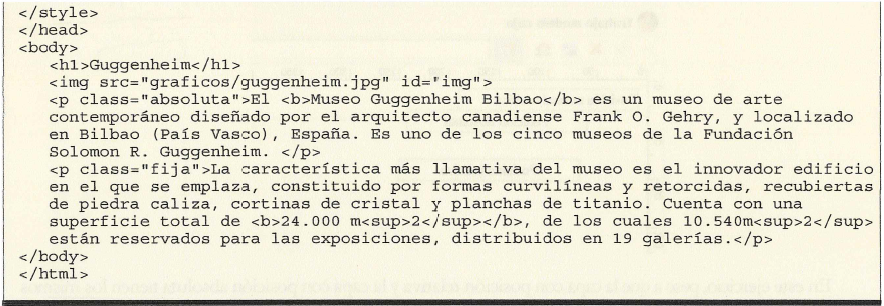 </style>
</head>
<body>
<h1>Guggenheim</h1>
<img src="graficos/guggenheim.jpg" id="img">
<p class="absoluta">El <b>Museo Guggenheim Bilbao</b> es un museo de arte
contemporáneo diseñado por el arquitecto canadiense Frank O. Gehry, y localizado
en Bilbao (País Vasco), España. Es uno de los cinco museos de la Fundación
Solomon R. Guggenheim. </p>
<p class="fija">La característica más llamativa del museo es el innovador edificio
en el que se emplaza, constituido por formas curvilíneas y retorcidas, recubiertas
de piedra caliza, cortinas de cristal y planchas de titanio. Cuenta con una
superficie total de <b>24.000 m<sup>2</sup></b>, de los cuales 10.540m<sup>2</sup>
están reservados para las exposiciones, distribuidos en 19 galerías.</p>
</body>
</html>